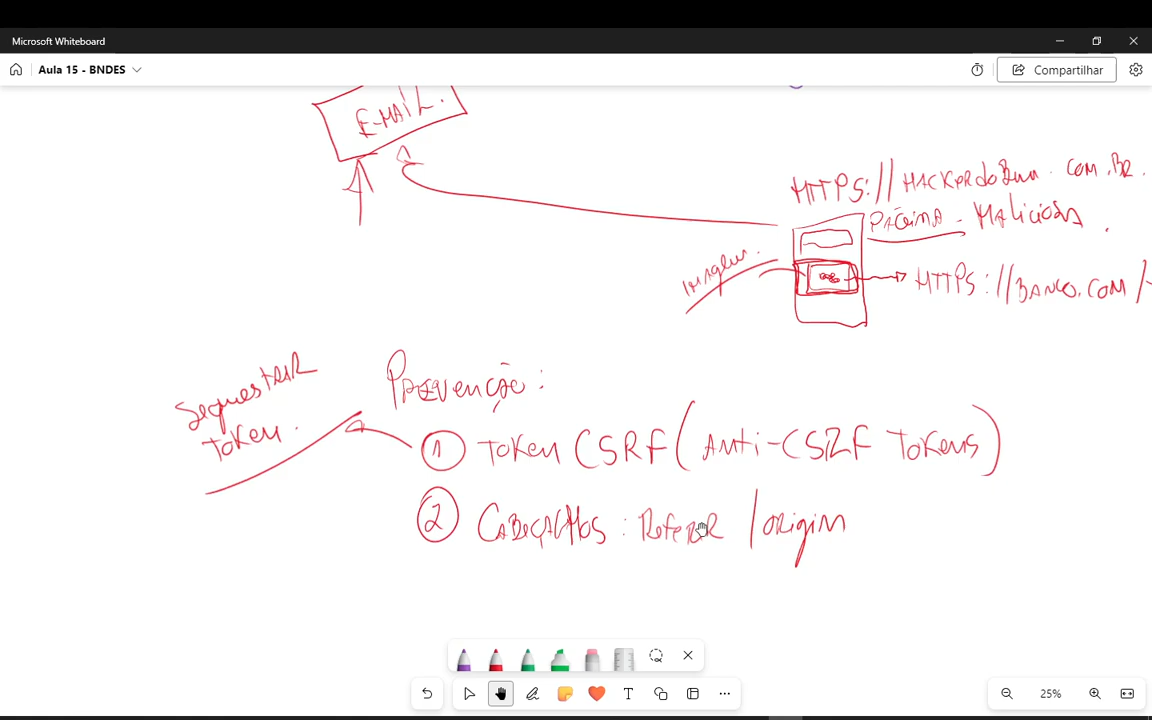 Microsoft Whiteboard
Aula 15 - BNDES
Compartilhar
E-MAIL.
HTTPS://HACKERdoBem.COM.BR.
PÁGINA - MALICIOSA.
IMAGEM.
HTTPS://BANCO.COM/
SEQUESTRAR
TOKEN.
PREVENÇÃO:
1 TOKEN CSRF (ANTI-CSRF TOKENS)
2 CABEÇALHOS: REFERER /ORIGIN
25%